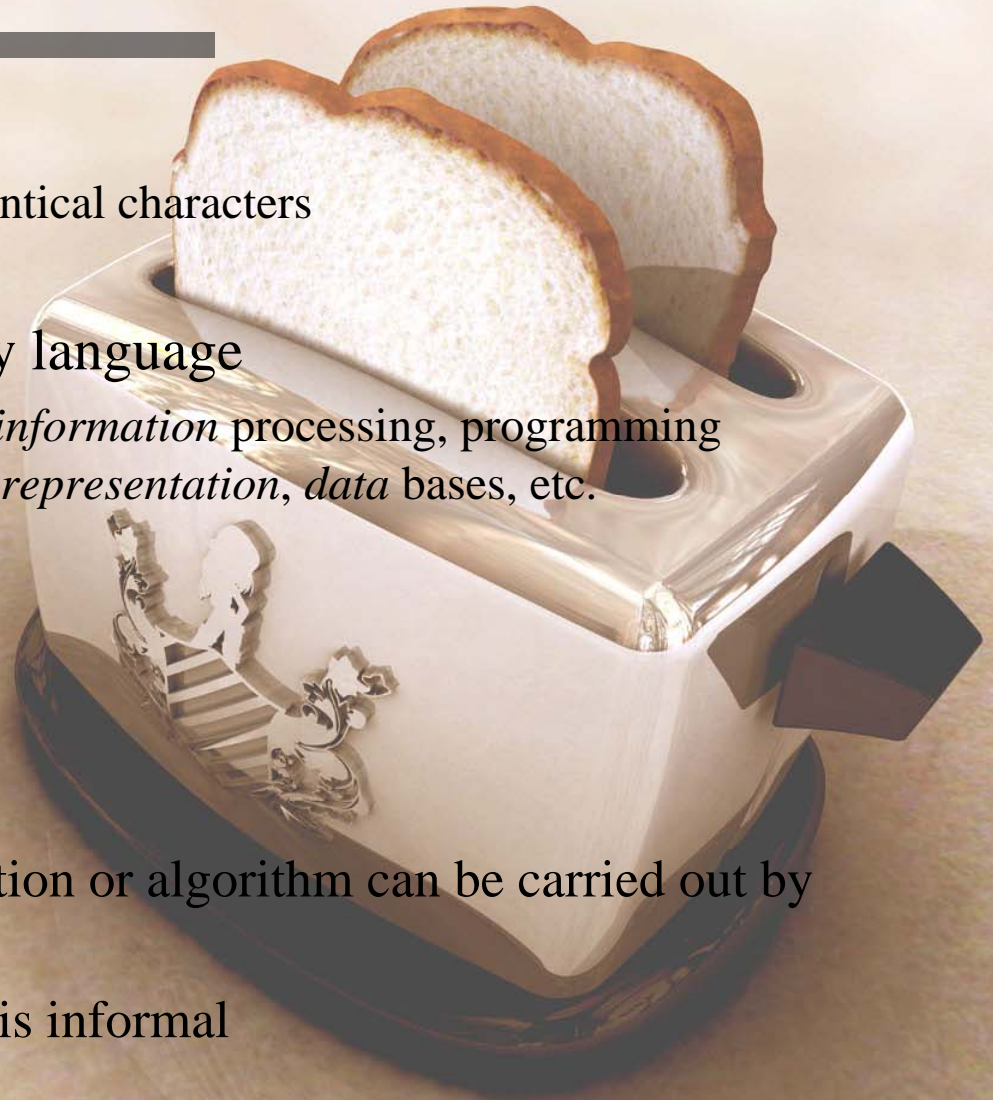 ntical characters
y language
information processing, programming
representation, data bases, etc.
tion or algorithm can be carried out by
is informal